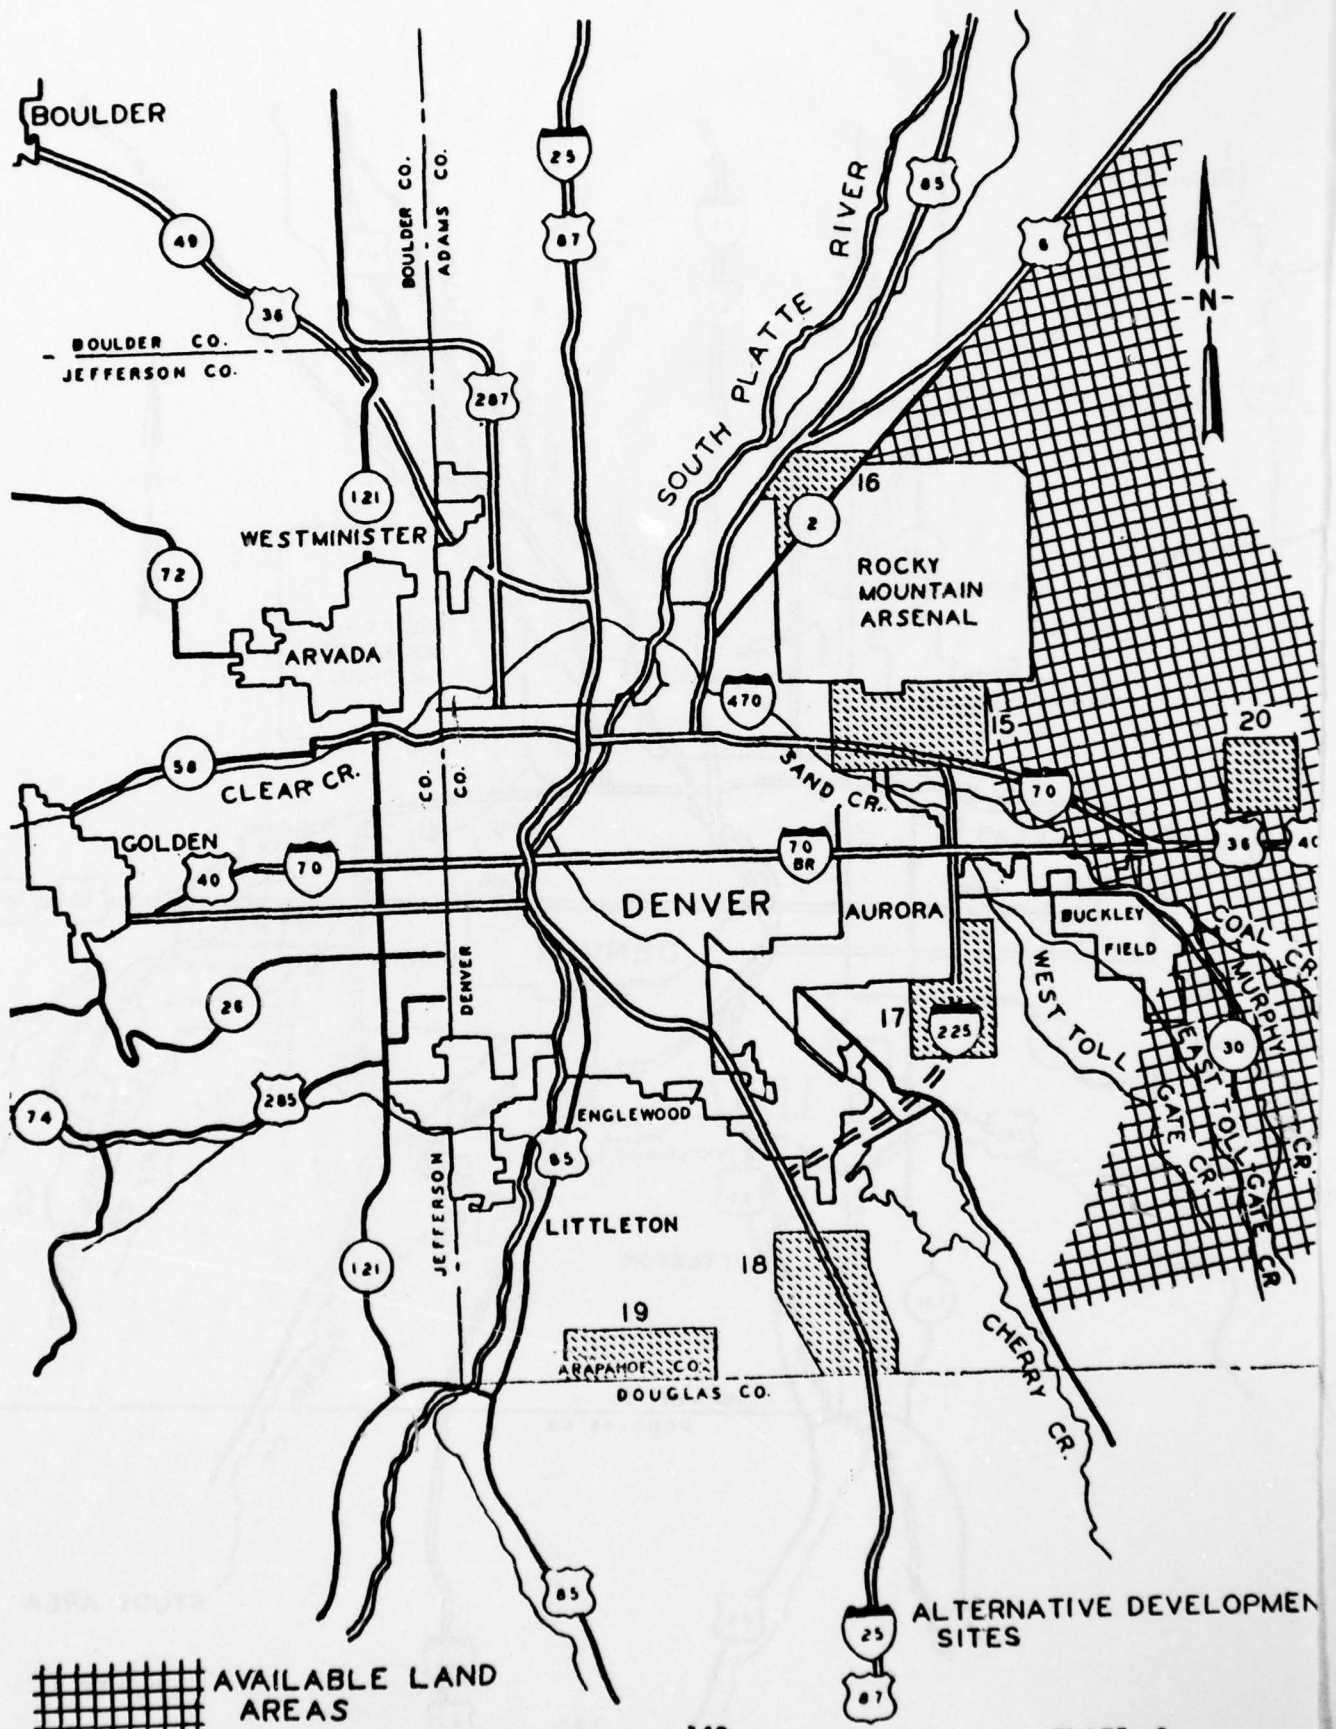 BOULDER
49
36
BOULDER CO.
ADAMS CO.
25
87
BOULDER CO.
JEFFERSON CO.
287
SOUTH PLATTE RIVER
85
6
-N-
121
WESTMINISTER
72
ARVADA
16
2
ROCKY
MOUNTAIN
ARSENAL
470
15
20
58
CLEAR CR.
CO.
CO.
SAND CR.
70
36
40
GOLDEN
40
70
70
BR
DENVER
AURORA
BUCKLEY
FIELD
COAL CR.
MURPHY CR.
WEST TOLL GATE CR.
EAST TOLL GATE CR
30
26
DENVER
17
225
285
74
ENGLEWOOD
85
JEFFERSON
LITTLETON
121
18
19
ARAPAHOE CO.
DOUGLAS CO.
CHERRY CR.
85
25
87
ALTERNATIVE DEVELOPMEN
SITES
AVAILABLE LAND
AREAS